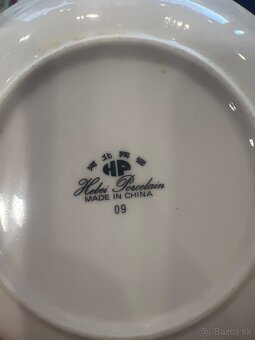 河北陶瓷
HP
Hebei Porcelain
MADE IN CHINA
09
© Bazos.sk